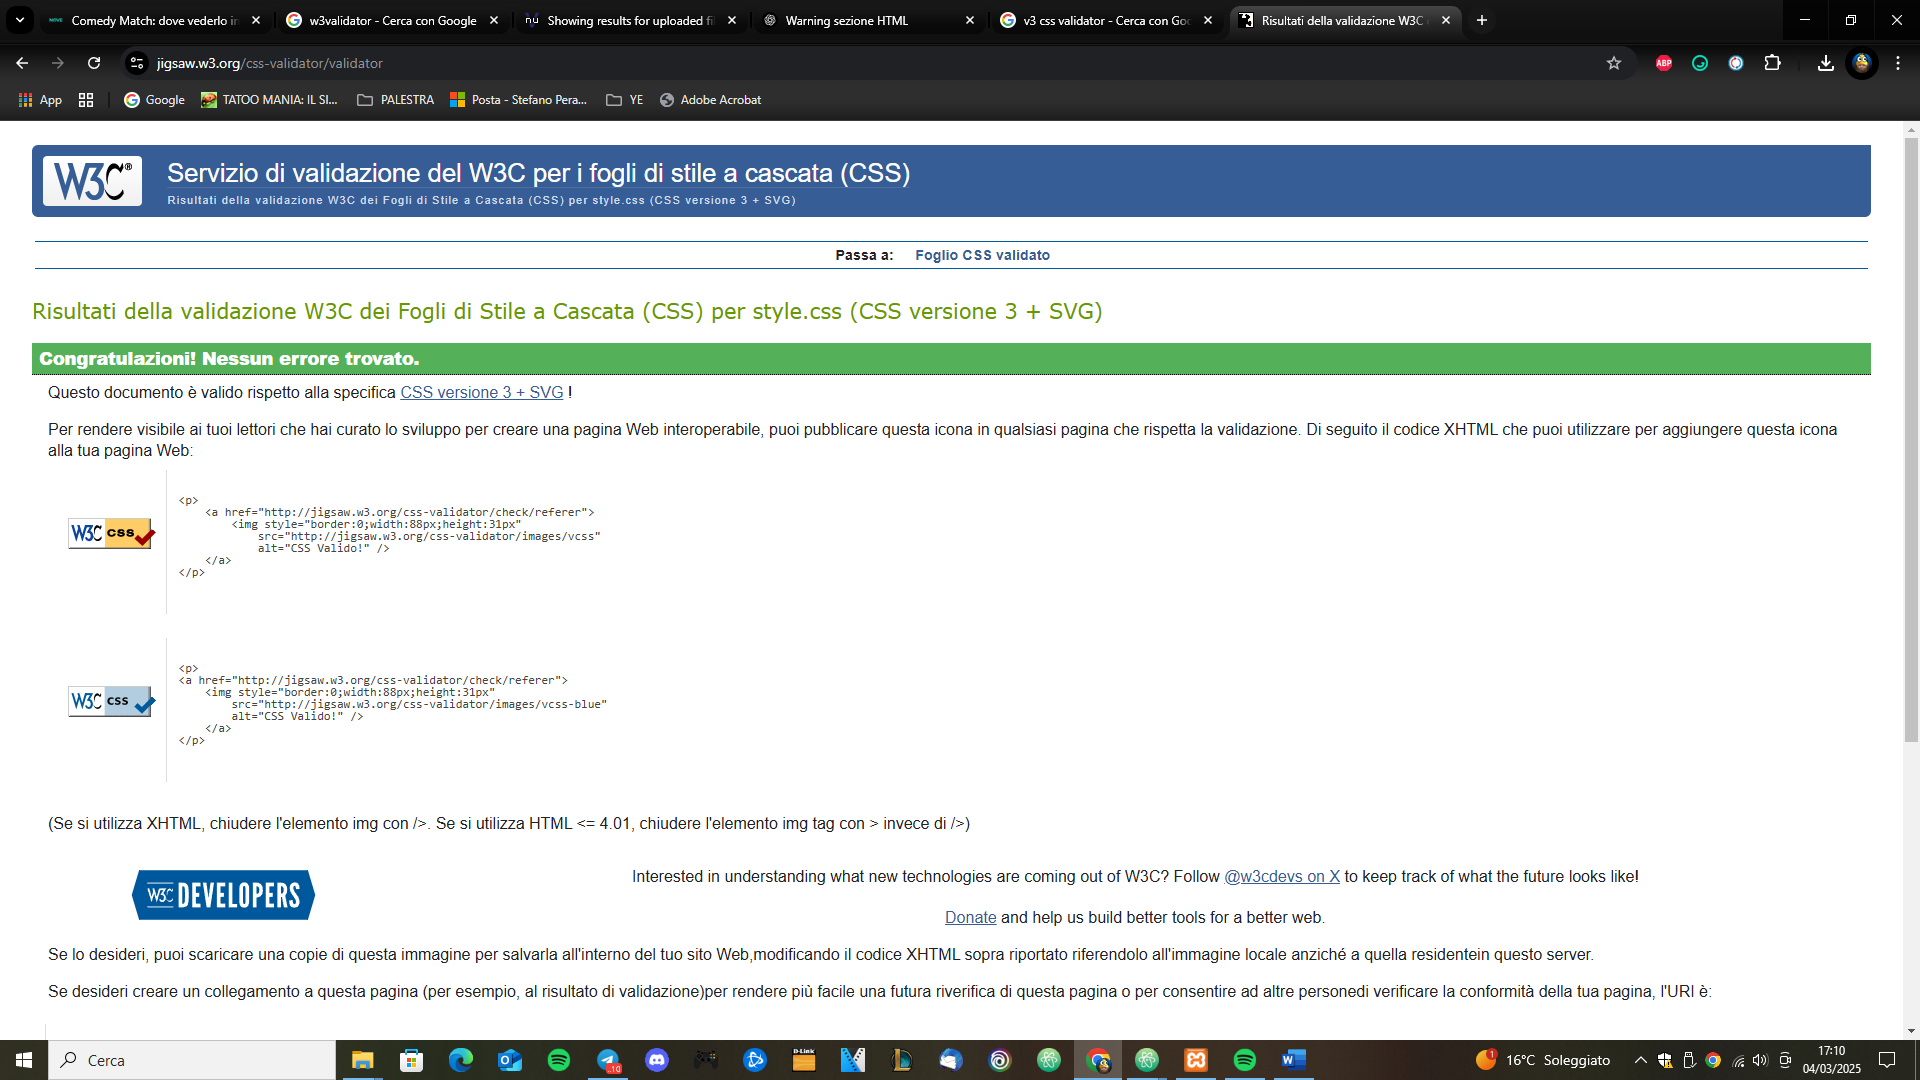 Comedy Match: dove vederlo in
w3validator - Cerca con Google
Showing results for uploaded fi
Warning sezione HTML
v3 css validator - Cerca con Goo
Risultati della validazione W3C
jigsaw.w3.org/css-validator/validator
ABP
App
Google
TATOO MANIA: IL SI...
PALESTRA
Posta - Stefano Pera...
YE
Adobe Acrobat
W3C®
Servizio di validazione del W3C per i fogli di stile a cascata (CSS)
Risultati della validazione W3C dei Fogli di Stile a Cascata (CSS) per style.css (CSS versione 3 + SVG)
Passa a: Foglio CSS validato
Risultati della validazione W3C dei Fogli di Stile a Cascata (CSS) per style.css (CSS versione 3 + SVG)
Congratulazioni! Nessun errore trovato.
Questo documento è valido rispetto alla specifica CSS versione 3 + SVG !
Per rendere visibile ai tuoi lettori che hai curato lo sviluppo per creare una pagina Web interoperabile, puoi pubblicare questa icona in qualsiasi pagina che rispetta la validazione. Di seguito il codice XHTML che puoi utilizzare per aggiungere questa icona
alla tua pagina Web:
W3C css
<p>
<a href="http://jigsaw.w3.org/css-validator/check/referer">
<img style="border:0;width:88px;height:31px"
src="http://jigsaw.w3.org/css-validator/images/vcss"
alt="CSS Valido!" />
</a>
</p>
W3C css
<p>
<a href="http://jigsaw.w3.org/css-validator/check/referer">
<img style="border:0;width:88px;height:31px"
src="http://jigsaw.w3.org/css-validator/images/vcss-blue"
alt="CSS Valido!" />
</a>
</p>
(Se si utilizza XHTML, chiudere l'elemento img con />. Se si utilizza HTML <= 4.01, chiudere l'elemento img tag con > invece di />)
W3C DEVELOPERS
Interested in understanding what new technologies are coming out of W3C? Follow @w3cdevs on X to keep track of what the future looks like!
Donate and help us build better tools for a better web.
Se lo desideri, puoi scaricare una copie di questa immagine per salvarla all'interno del tuo sito Web,modificando il codice XHTML sopra riportato riferendolo all'immagine locale anziché a quella residentein questo server.
Se desideri creare un collegamento a questa pagina (per esempio, al risultato di validazione)per rendere più facile una futura riverifica di questa pagina o per consentire ad altre personedi verificare la conformità della tua pagina, l'URI è:
Cerca
16°C Soleggiato
17:10
04/03/2025